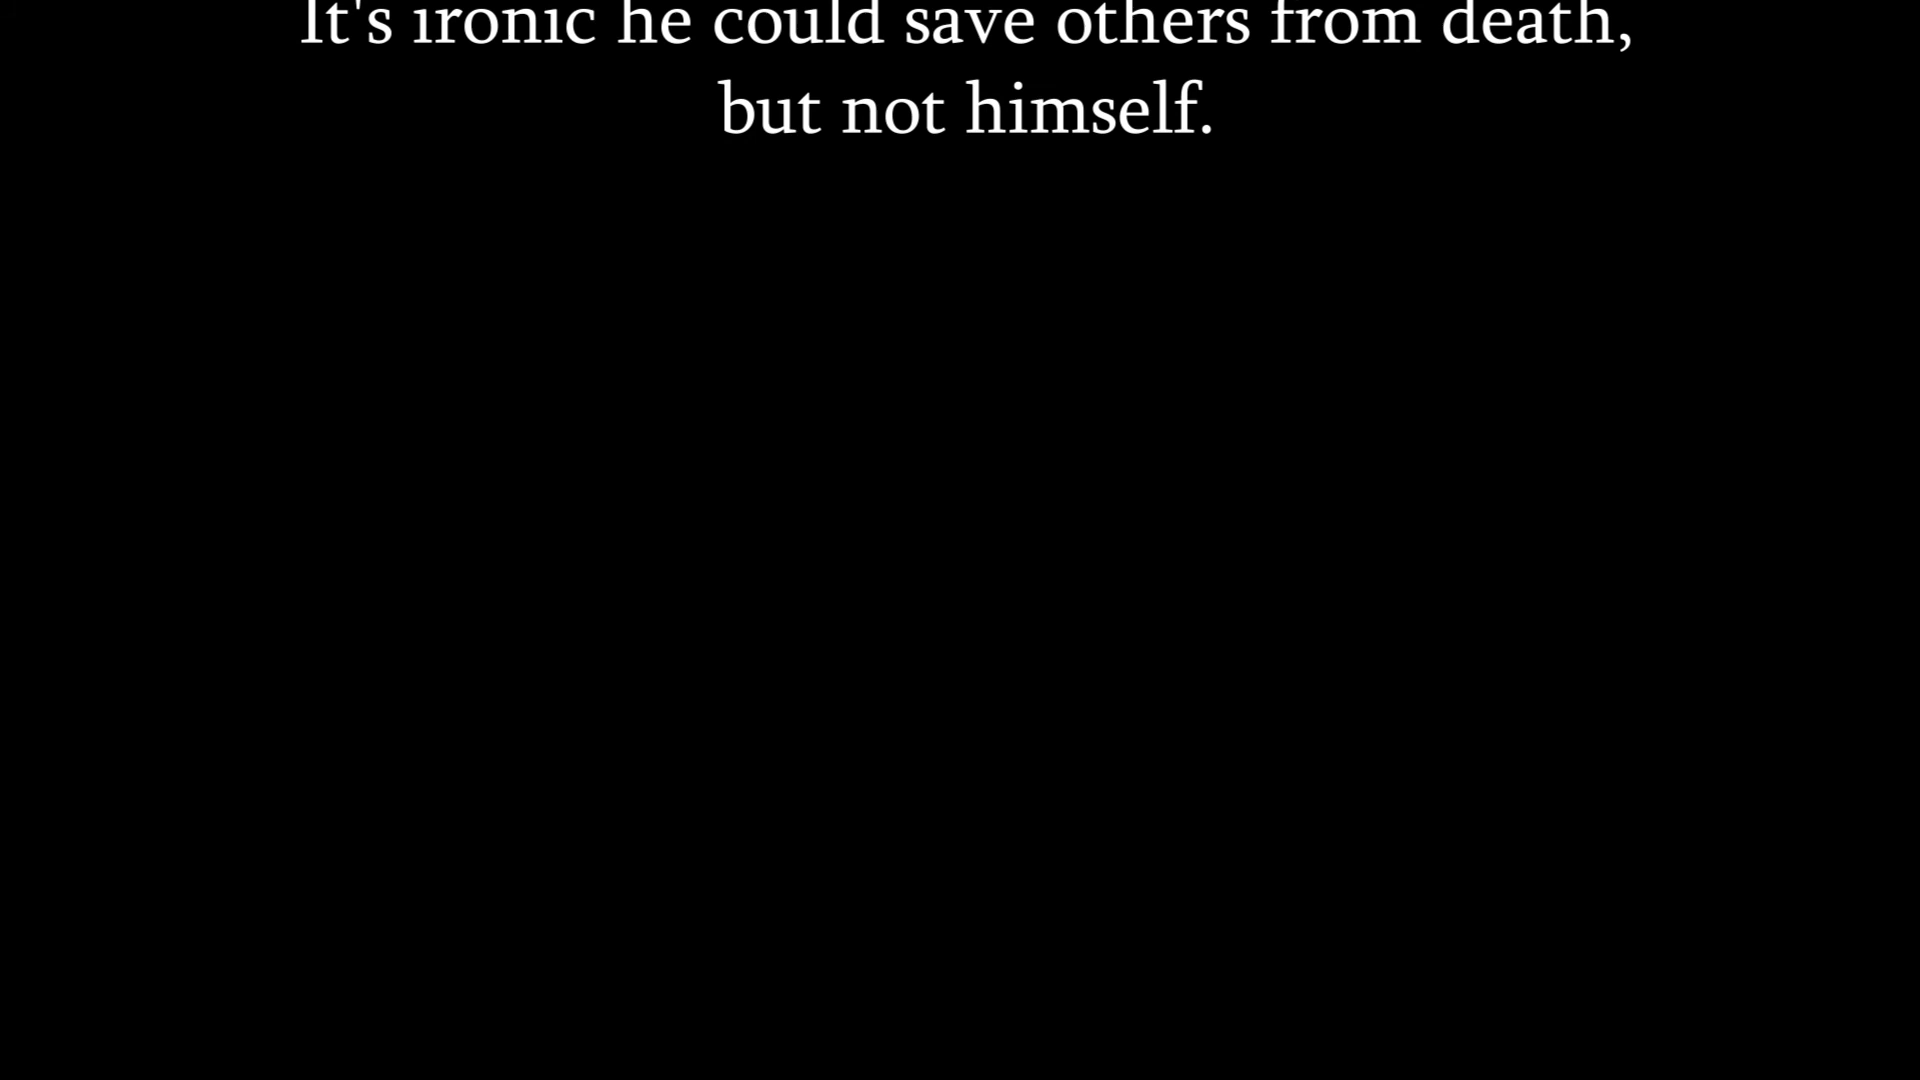 It's ironic he could save others from death,
but not himself.